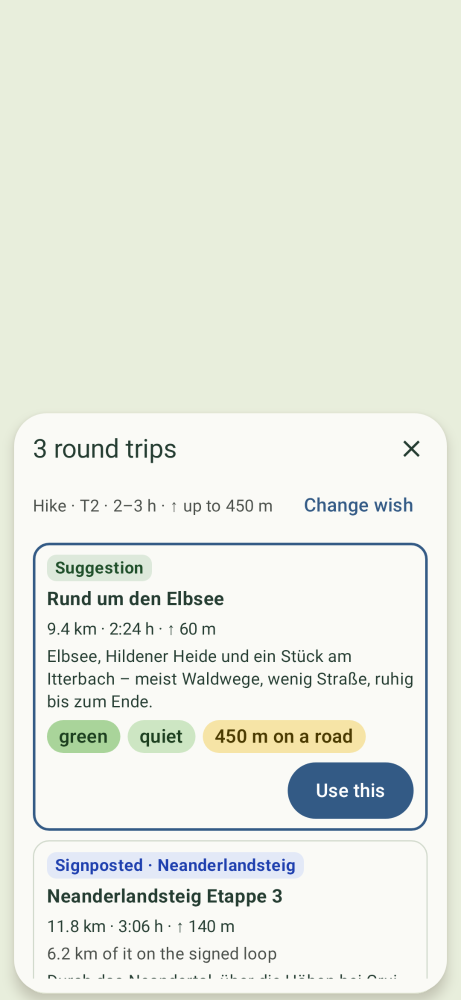 3 round trips
Hike · T2 · 2–3 h · ↑ up to 450 m
Change wish
Suggestion
Rund um den Elbsee
9.4 km · 2:24 h · ↑ 60 m
Elbsee, Hildener Heide und ein Stück am
Itterbach – meist Waldwege, wenig Straße, ruhig
bis zum Ende.
green
quiet
450 m on a road
Use this
Signposted · Neanderlandsteig
Neanderlandsteig Etappe 3
11.8 km · 3:06 h · ↑ 140 m
6.2 km of it on the signed loop
Durch das Neandertal, über die Höhen bei